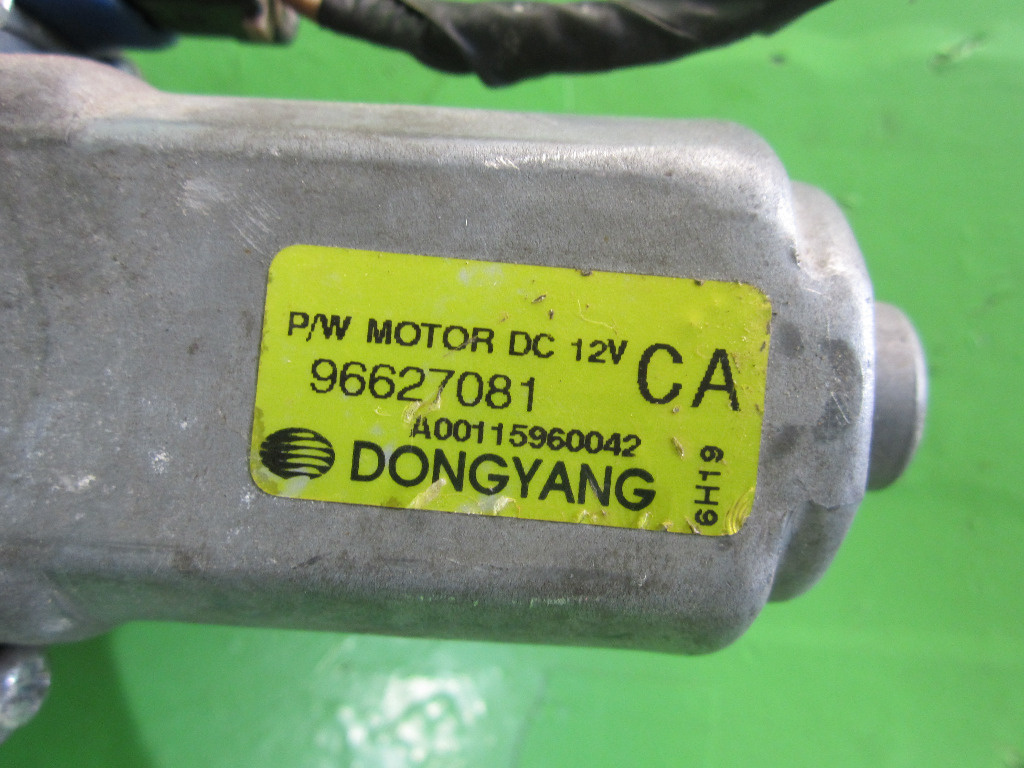 P/W MOTOR DC 12V
CA
96627081
A00115960042
DONGYANG
6H19